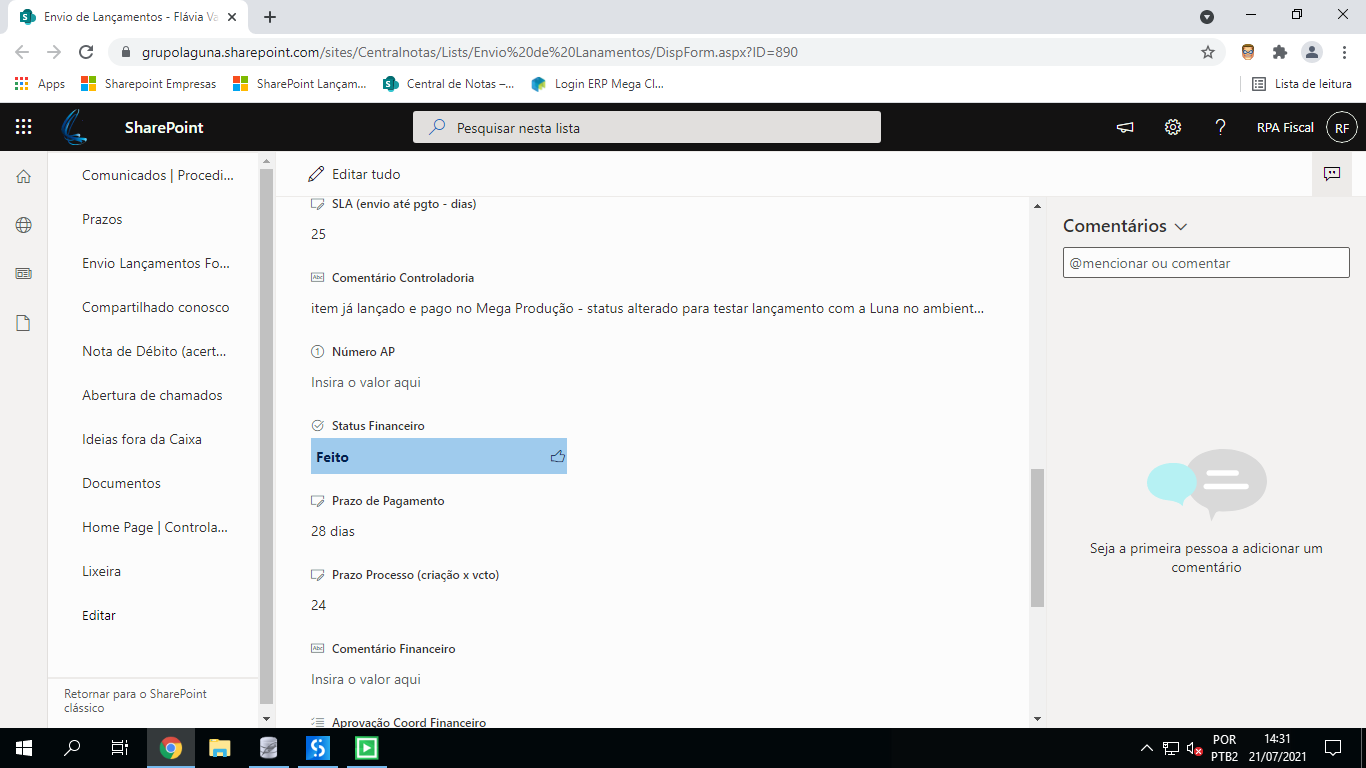 Envio de Lançamentos - Flávia Va
grupolaguna.sharepoint.com/sites/Centralnotas/Lists/Envio%20de%20Lanamentos/DispForm.aspx?ID=890
Apps
Sharepoint Empresas
SharePoint Lançam...
Central de Notas –...
Login ERP Mega Cl...
Lista de leitura
SharePoint
Pesquisar nesta lista
RPA Fiscal
RF
Comunicados | Procedi...
Prazos
Envio Lançamentos Fo...
Compartilhado conosco
Nota de Débito (acert...
Abertura de chamados
Ideias fora da Caixa
Documentos
Home Page | Controla...
Lixeira
Editar
Retornar para o SharePoint
clássico
Editar tudo
SLA (envio até pgto - dias)
25
Comentário Controladoria
item já lançado e pago no Mega Produção - status alterado para testar lançamento com a Luna no ambient...
Número AP
Insira o valor aqui
Status Financeiro
Feito
Prazo de Pagamento
28 dias
Prazo Processo (criação x vcto)
24
Comentário Financeiro
Insira o valor aqui
Aprovação Coord Financeiro
Comentários
@mencionar ou comentar
Seja a primeira pessoa a adicionar um
comentário
POR
PTB2
14:31
21/07/2021